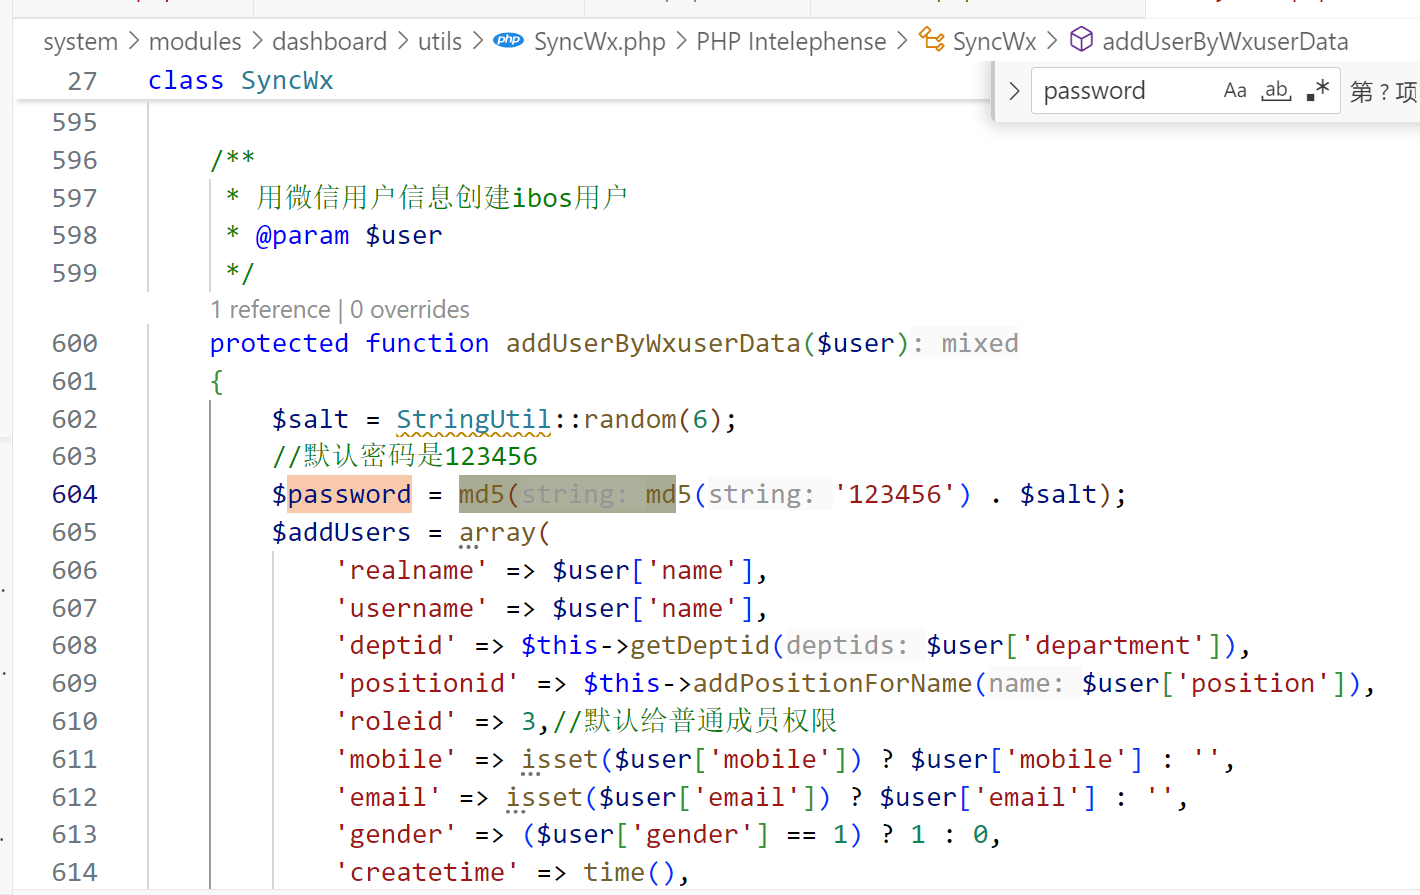 system > modules > dashboard > utils > php SyncWx.php > PHP Intelephense > SyncWx > addUserByWxuserData
27 class SyncWx
> password Aa ab .* 第 ? 项
595
596 /**
597 * 用微信用户信息创建ibos用户
598 * @param $user
599 */
1 reference | 0 overrides
600 protected function addUserByWxuserData($user): mixed
601 {
602 $salt = StringUtil::random(6);
603 //默认密码是123456
604 $password = md5(string: md5(string: '123456') . $salt);
605 $addUsers = array(
606 'realname' => $user['name'],
607 'username' => $user['name'],
608 'deptid' => $this->getDeptid(deptids: $user['department']),
609 'positionid' => $this->addPositionForName(name: $user['position']),
610 'roleid' => 3,//默认给普通成员权限
611 'mobile' => isset($user['mobile']) ? $user['mobile'] : '',
612 'email' => isset($user['email']) ? $user['email'] : '',
613 'gender' => ($user['gender'] == 1) ? 1 : 0,
614 'createtime' => time(),